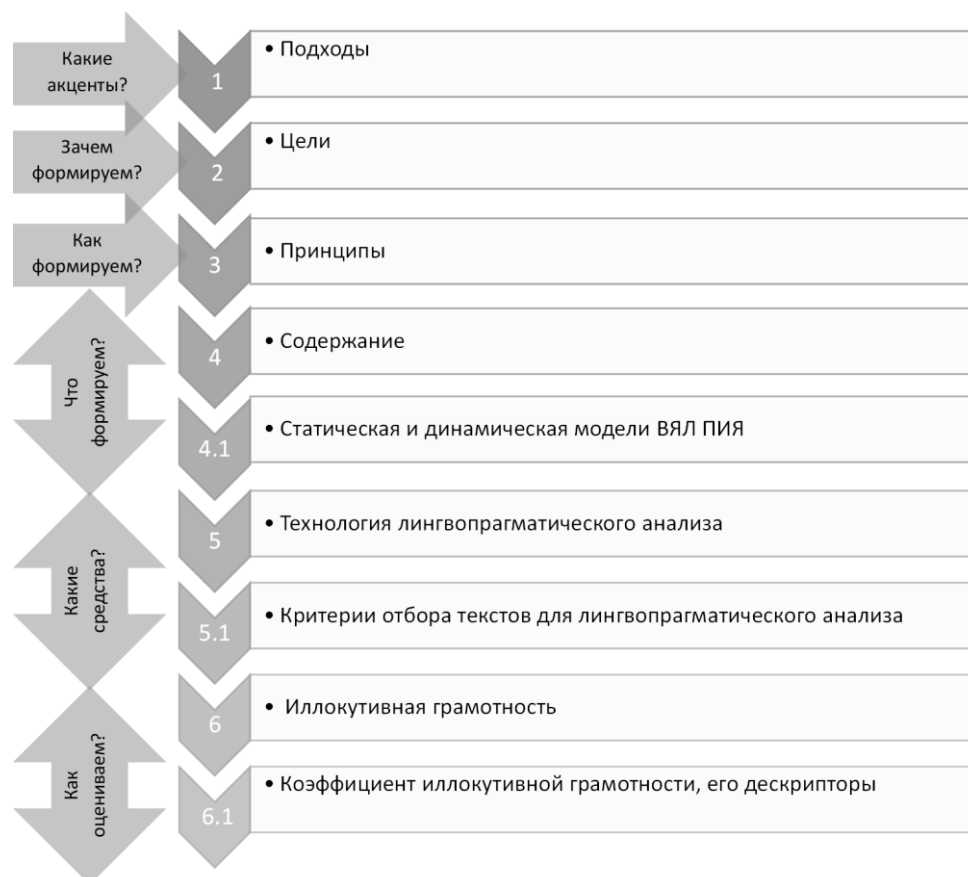 Какие
акценты?
1
• Подходы
Зачем
формируем?
2
• Цели
Как
формируем?
3
• Принципы
Что
формируем?
4
• Содержание
4.1
• Статическая и динамическая модели ВЯЛ ПИЯ
Какие
средства?
5
• Технология лингвопрагматического анализа
5.1
• Критерии отбора текстов для лингвопрагматического анализа
Как
оцениваем?
6
• Иллокутивная грамотность
6.1
• Коэффициент иллокутивной грамотности, его дескрипторы